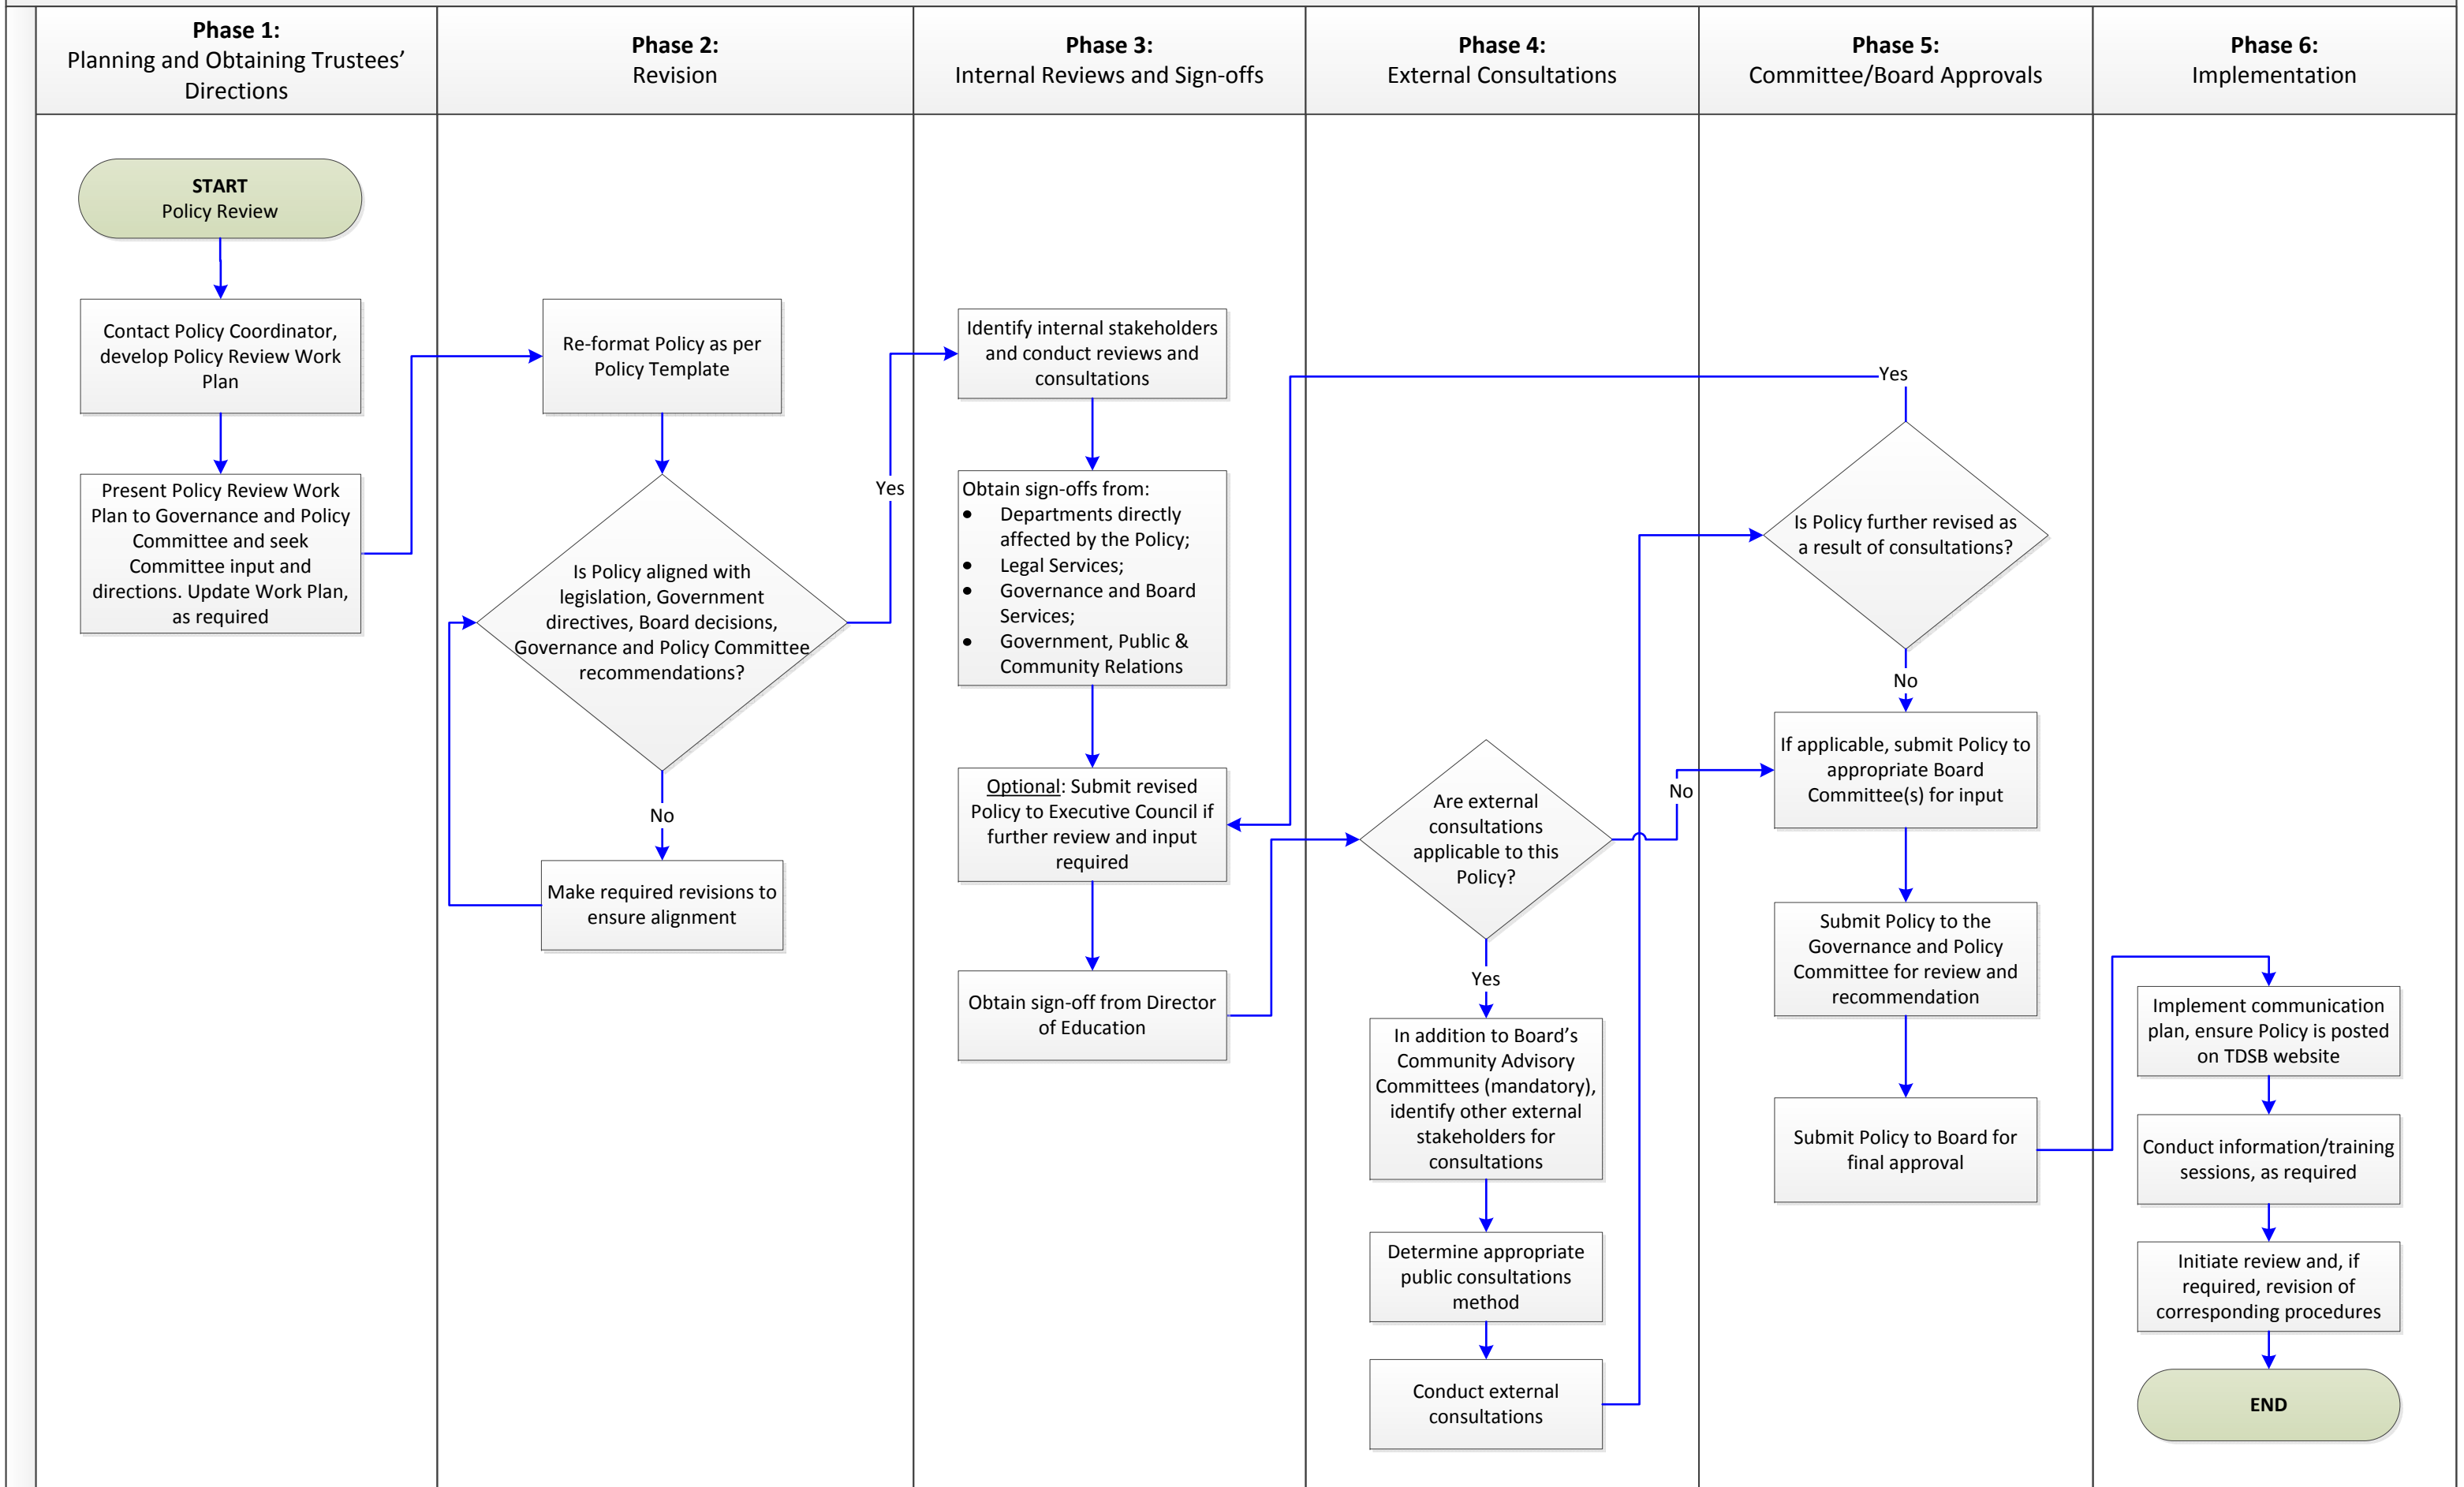 Phase 1:
Planning and Obtaining Trustees’
Directions
Phase 2:
Revision
Phase 3:
Internal Reviews and Sign-offs
Phase 4:
External Consultations
Phase 5:
Committee/Board Approvals
Phase 6:
Implementation
START
Policy Review
Contact Policy Coordinator,
develop Policy Review Work
Plan
Present Policy Review Work
Plan to Governance and Policy
Committee and seek
Committee input and
directions. Update Work Plan,
as required
Re-format Policy as per
Policy Template
Is Policy aligned with
legislation, Government
directives, Board decisions,
Governance and Policy Committee
recommendations?
Yes
No
Make required revisions to
ensure alignment
Identify internal stakeholders
and conduct reviews and
consultations
Obtain sign-offs from:
• Departments directly
affected by the Policy;
• Legal Services;
• Governance and Board
Services;
• Government, Public &
Community Relations
Optional: Submit revised
Policy to Executive Council if
further review and input
required
Obtain sign-off from Director
of Education
Are external
consultations
applicable to this
Policy?
No
Yes
In addition to Board’s
Community Advisory
Committees (mandatory),
identify other external
stakeholders for
consultations
Determine appropriate
public consultations
method
Conduct external
consultations
Yes
Is Policy further revised as
a result of consultations?
No
If applicable, submit Policy to
appropriate Board
Committee(s) for input
Submit Policy to the
Governance and Policy
Committee for review and
recommendation
Submit Policy to Board for
final approval
Implement communication
plan, ensure Policy is posted
on TDSB website
Conduct information/training
sessions, as required
Initiate review and, if
required, revision of
corresponding procedures
END